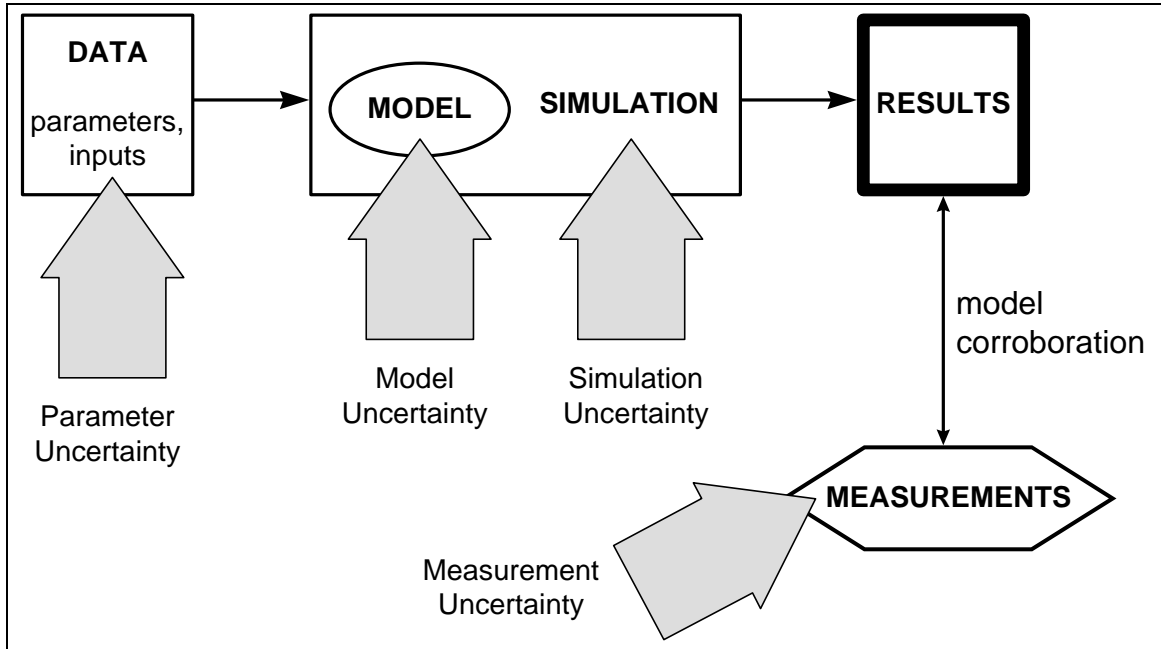 DATA
parameters,
inputs
MODEL
SIMULATION
RESULTS
Parameter
Uncertainty
Model
Uncertainty
Simulation
Uncertainty
model
corroboration
MEASUREMENTS
Measurement
Uncertainty